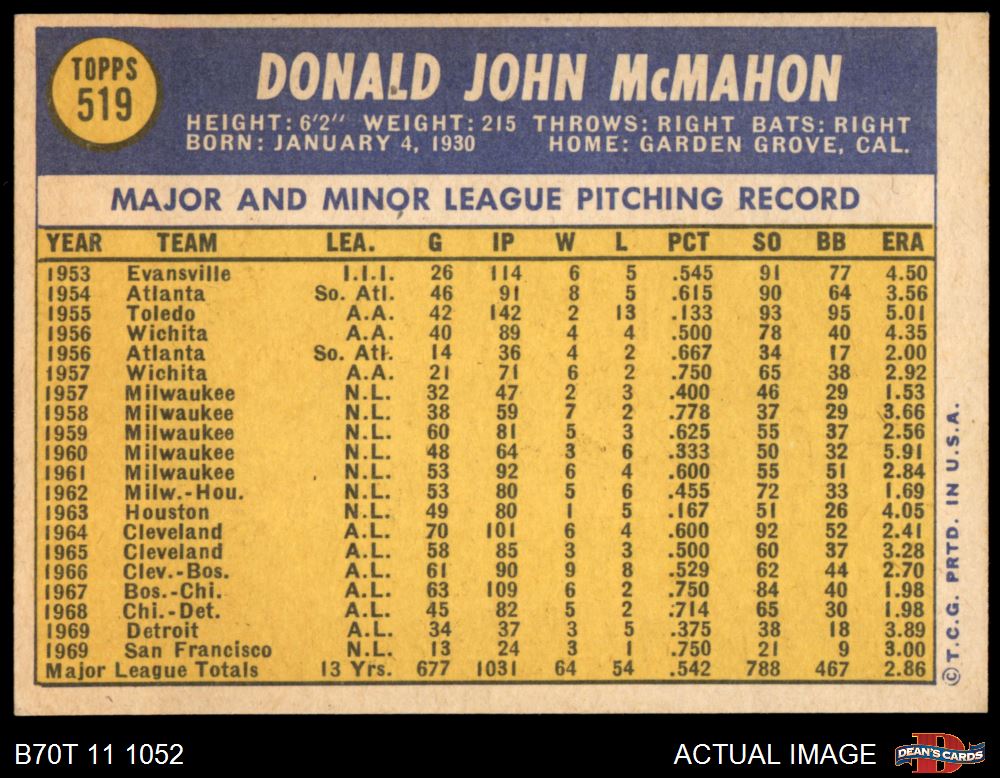 TOPPS
519
DONALD JOHN McMAHON
HEIGHT: 6'2" WEIGHT: 215 THROWS: RIGHT BATS: RIGHT
BORN: JANUARY 4, 1930 HOME: GARDEN GROVE, CAL.
MAJOR AND MINOR LEAGUE PITCHING RECORD
YEAR TEAM LEA. G IP W L PCT SO BB ERA
1953 Evansville I.I.I. 26 114 6 5 .545 91 77 4.50
1954 Atlanta So. Atl. 46 91 8 5 .615 90 64 3.56
1955 Toledo A.A. 42 142 2 13 .133 93 95 5.01
1956 Wichita A.A. 40 89 4 4 .500 78 40 4.35
1956 Atlanta So. Atl. 14 36 4 2 .667 34 17 2.00
1957 Wichita A.A. 21 71 6 2 .750 65 38 2.92
1957 Milwaukee N.L. 32 47 2 3 .400 46 29 1.53
1958 Milwaukee N.L. 38 59 7 2 .778 37 29 3.66
1959 Milwaukee N.L. 60 81 5 3 .625 55 37 2.56
1960 Milwaukee N.L. 48 64 3 6 .333 50 32 5.91
1961 Milwaukee N.L. 53 92 6 4 .600 55 51 2.84
1962 Milw.-Hou. N.L. 53 80 5 6 .455 72 33 1.69
1963 Houston N.L. 49 80 1 5 .167 51 26 4.05
1964 Cleveland A.L. 70 101 6 4 .600 92 52 2.41
1965 Cleveland A.L. 58 85 3 3 .500 60 37 3.28
1966 Clev.-Bos. A.L. 61 90 9 8 .529 62 44 2.70
1967 Bos.-Chi. A.L. 63 109 6 2 .750 84 40 1.98
1968 Chi.-Det. A.L. 45 82 5 2 .714 65 30 1.98
1969 Detroit A.L. 34 37 3 5 .375 38 18 3.89
1969 San Francisco N.L. 13 24 3 1 .750 21 9 3.00
Major League Totals 13 Yrs. 677 1031 64 54 .542 788 467 2.86
© T.C.G. PRTD. IN U.S.A.
B70T 11 1052
ACTUAL IMAGE
DEAN'S CARDS